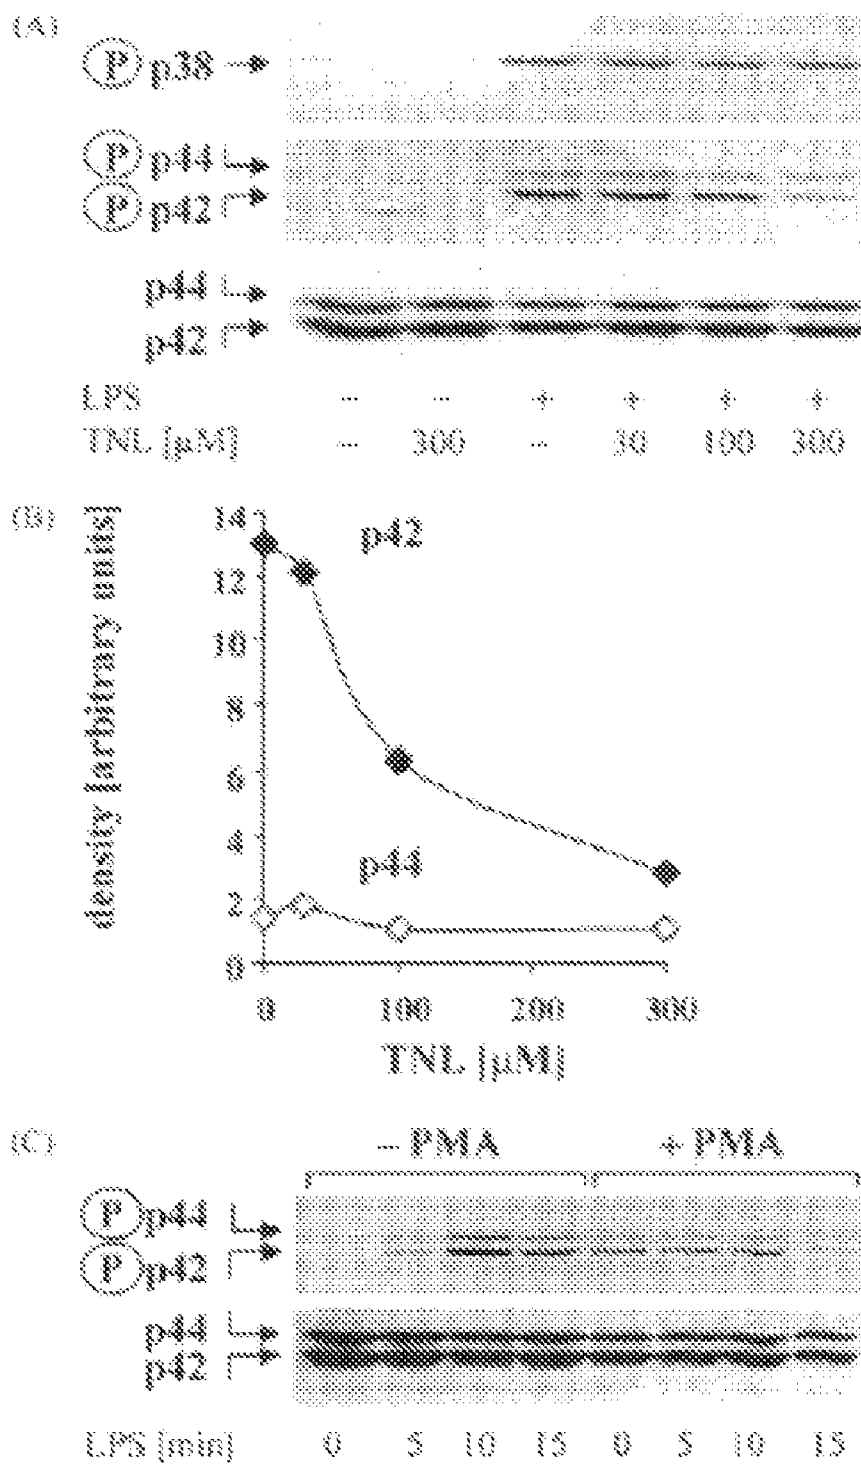 (A)
P p38
P p44
P p42
p44
p42
LPS - - + + + +
TNL [μM] - 300 - 30 100 300
(B)
density [arbitrary units]
14
12
10
8
6
4
2
0
p42
p44
0 100 200 300
TNL [μM]
(C)
- PMA + PMA
P p44
P p42
p44
p42
LPS [min] 0 5 10 15 0 5 10 15